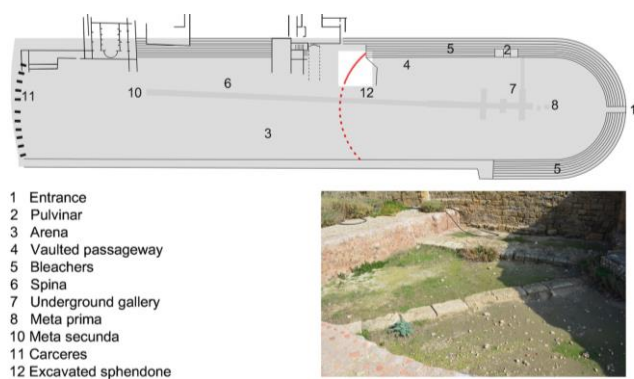 5 2
4
6 7
11 10 12 8 1
3
5
1 Entrance
2 Pulvinar
3 Arena
4 Vaulted passageway
5 Bleachers
6 Spina
7 Underground gallery
8 Meta prima
10 Meta secunda
11 Carceres
12 Excavated sphendone